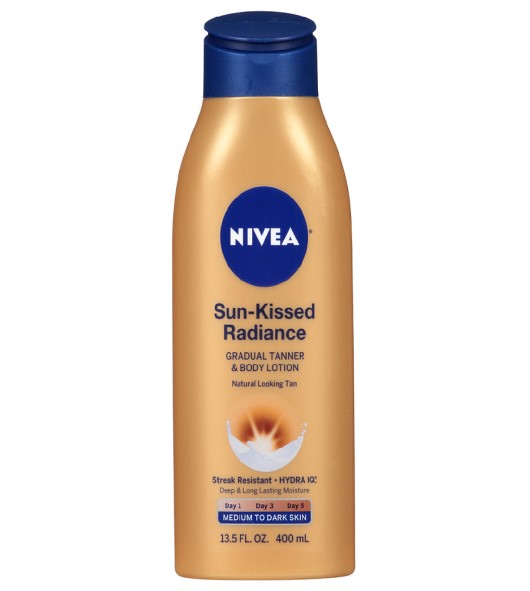 NIVEA®
Sun-Kissed
Radiance
GRADUAL TANNER
& BODY LOTION
Natural Looking Tan
Streak Resistant • HYDRA IQ
Deep & Long Lasting Moisture
Day 1 Day 3 Day 5
MEDIUM TO DARK SKIN
13.5 FL. OZ. 400 mL